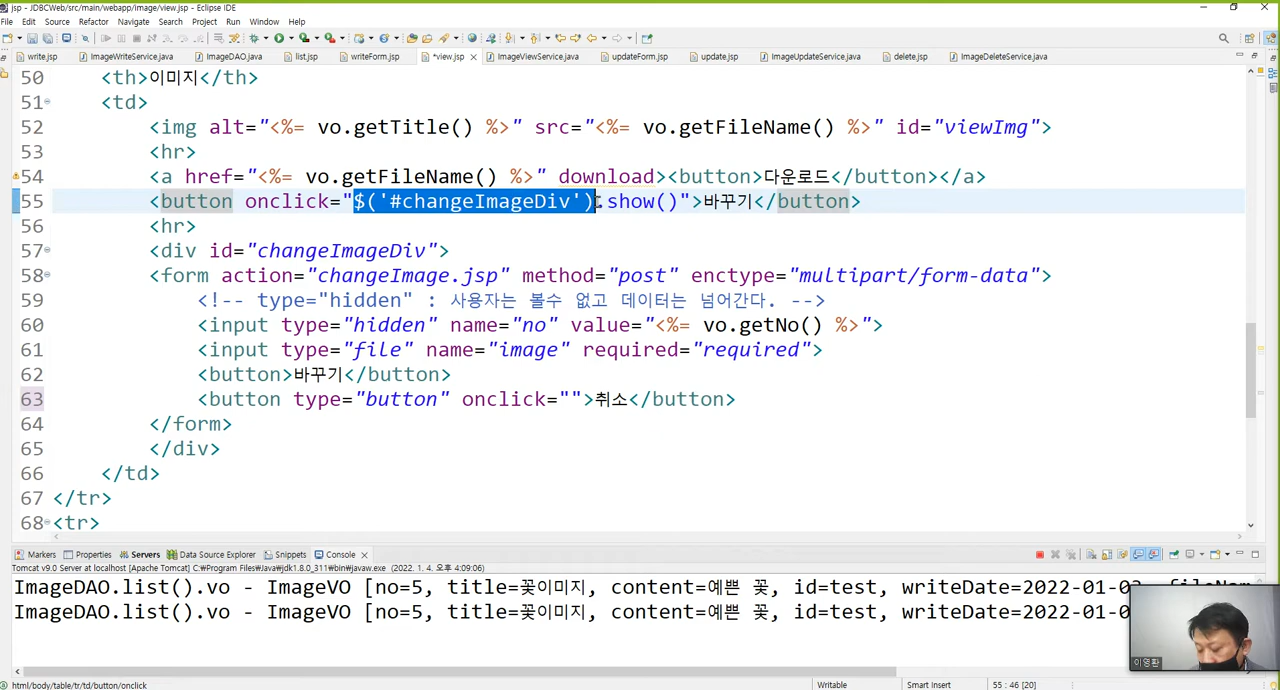 jsp - JDBCWeb/src/main/webapp/image/view.jsp - Eclipse IDE
File Edit Source Refactor Navigate Search Project Run Window Help
write.jsp ImageWriteService.java ImageDAO.java list.jsp writeForm.jsp *view.jsp ImageViewService.java updateForm.jsp update.jsp ImageUpdateService.java delete.jsp ImageDeleteService.java
50 <th>이미지</th>
51 <td>
52 <img alt="<%= vo.getTitle() %>" src="<%= vo.getFileName() %>" id="viewImg">
53 <hr>
54 <a href="<%= vo.getFileName() %>" download><button>다운로드</button></a>
55 <button onclick="$('#changeImageDiv').show()">바꾸기</button>
56 <hr>
57 <div id="changeImageDiv">
58 <form action="changeImage.jsp" method="post" enctype="multipart/form-data">
59 <!-- type="hidden" : 사용자는 볼수 없고 데이터는 넘어간다. -->
60 <input type="hidden" name="no" value="<%= vo.getNo() %>">
61 <input type="file" name="image" required="required">
62 <button>바꾸기</button>
63 <button type="button" onclick="">취소</button>
64 </form>
65 </div>
66 </td>
67 </tr>
68 <tr>
Markers Properties Servers Data Source Explorer Snippets Console
Tomcat v9.0 Server at localhost [Apache Tomcat] C:\Program Files\Java\jdk1.8.0_311\bin\javaw.exe (2022. 1. 4. 오후 4:09:06)
ImageDAO.list().vo - ImageVO [no=5, title=꽃이미지, content=예쁜 꽃, id=test, writeDate=2022-01-03, fileNam
ImageDAO.list().vo - ImageVO [no=5, title=꽃이미지, content=예쁜 꽃, id=test, writeDate=2022-01-0
이영환
html/body/table/tr/td/button/onclick Writable Smart Insert 55 : 46 [20]